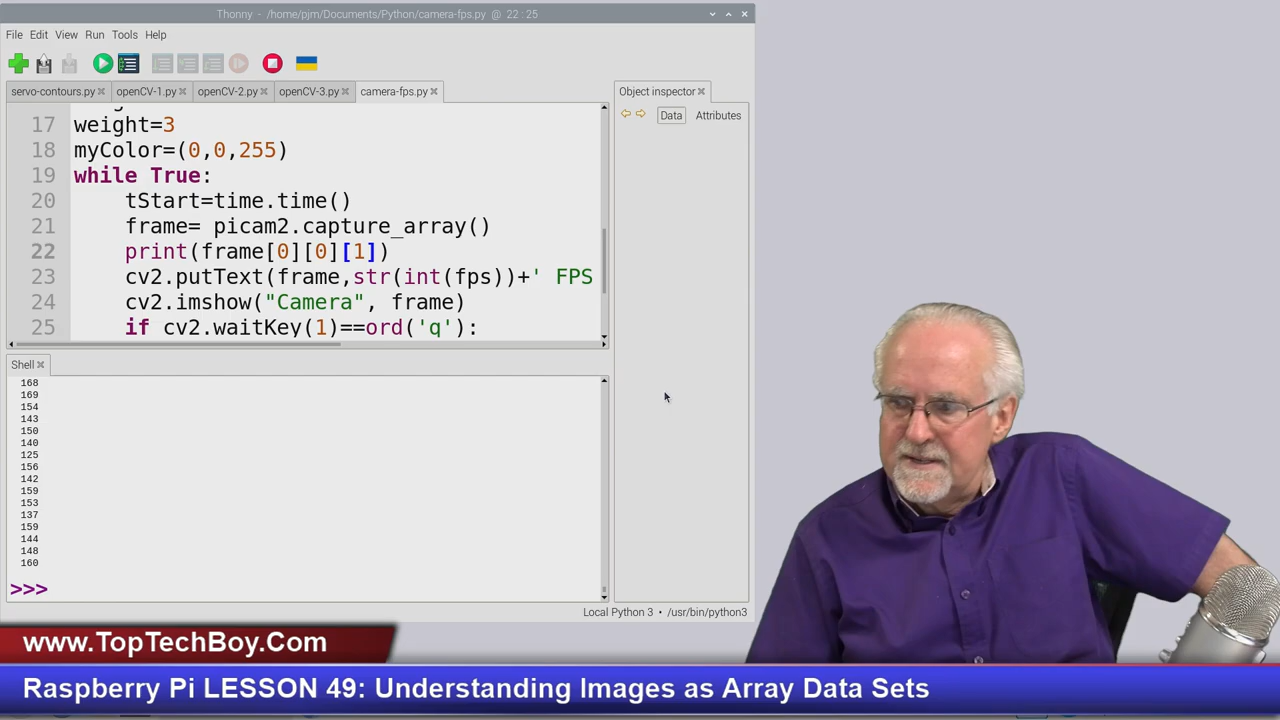 Thonny - /home/pjm/Documents/Python/camera-fps.py @ 22:25
File Edit View Run Tools Help
servo-contours.py openCV-1.py openCV-2.py openCV-3.py camera-fps.py
Object inspector
Data Attributes
17 weight=3
18 myColor=(0,0,255)
19 while True:
20 tStart=time.time()
21 frame= picam2.capture_array()
22 print(frame[0][0][1])
23 cv2.putText(frame,str(int(fps))+' FPS
24 cv2.imshow("Camera", frame)
25 if cv2.waitKey(1)==ord('q'):
Shell
168
169
154
143
150
140
125
156
142
159
153
137
159
144
148
160
>>>
Local Python 3 • /usr/bin/python3
www.TopTechBoy.Com
Raspberry Pi LESSON 49: Understanding Images as Array Data Sets